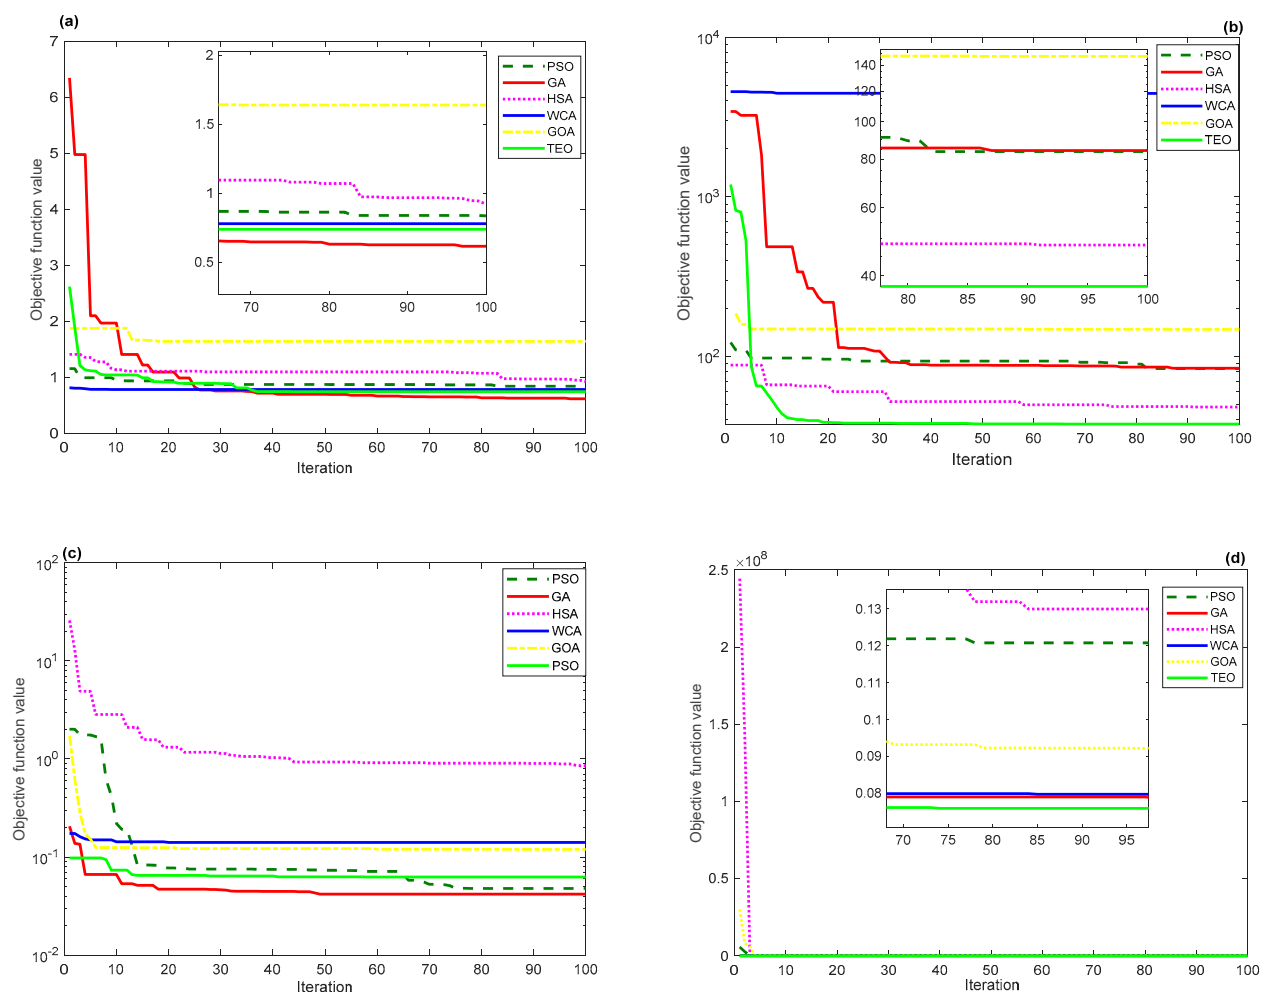 (a)
7
6
5
4
3
2
1
0
Objective function value
0 10 20 30 40 50 60 70 80 90 100
Iteration
2
1.5
1
0.5
70 80 90 100
PSO
GA
HSA
WCA
GOA
TEO
(b)
10^4
10^3
10^2
Objective function value
0 10 20 30 40 50 60 70 80 90 100
Iteration
140
120
100
80
60
40
80 85 90 95 100
PSO
GA
HSA
WCA
GOA
TEO
(c)
10^2
10^1
10^0
10^-1
10^-2
Objective function value
0 10 20 30 40 50 60 70 80 90 100
Iteration
PSO
GA
HSA
WCA
GOA
PSO
(d)
×10^8
2.5
2
1.5
1
0.5
0
Objective function value
0 10 20 30 40 50 60 70 80 90 100
Iteration
0.13
0.12
0.11
0.1
0.09
0.08
70 75 80 85 90 95
PSO
GA
HSA
WCA
GOA
TEO